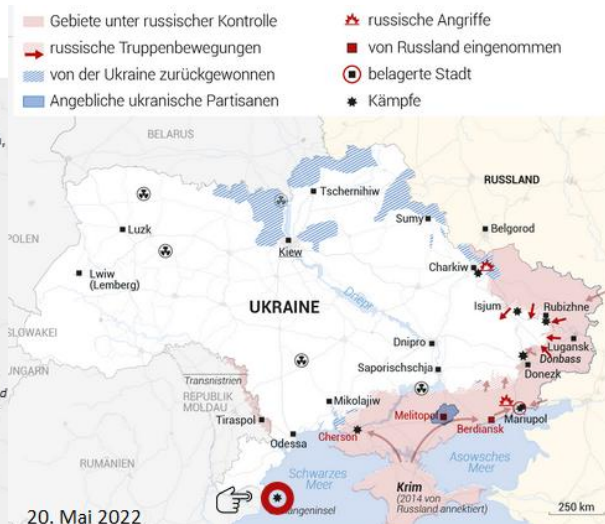 Gebiete unter russischer Kontrolle
russische Truppenbewegungen
von der Ukraine zurückgewonnen
Angebliche ukranische Partisanen
russische Angriffe
von Russland eingenommen
belagerte Stadt
Kämpfe
BELARUS
RUSSLAND
Tschernihiw
Sumy
Belgorod
POLEN
Luzk
Kiew
Charkiw
Lwiw
(Lemberg)
Dnjepr
Isjum
Rubizhne
UKRAINE
SLOWAKEI
Dnipro
Lugansk
Donbass
UNGARN
Saporischschja
Donezk
Transnistrien
REPUBLIK
MOLDAU
Mikolajiw
Melitopol
Mariupol
Tiraspol
Cherson
Berdiansk
Odessa
RUMÄNIEN
Schwarzes
Meer
Asowsches
Meer
Krim
(2014 von
Russland annektiert)
20. Mai 2022
250 km